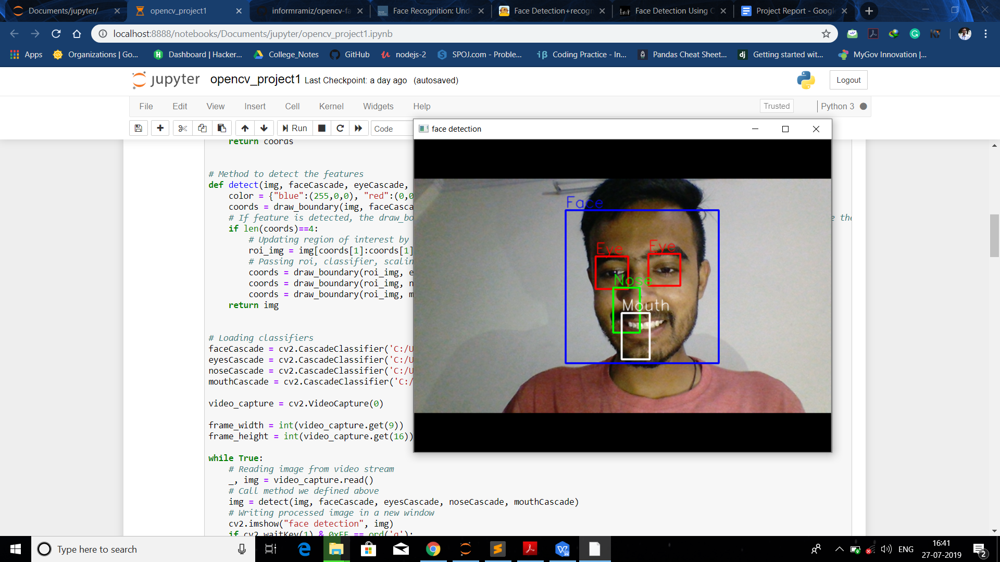 Documents/jupyter/
opencv_project1
informramiz/opencv-fa
Face Recognition: Unde
Face Detection+recogn
Face Detection Using C
Project Report - Google
localhost:8888/notebooks/Documents/jupyter/opencv_project1.ipynb
Apps
Organizations | Go...
Dashboard | Hacker...
College_Notes
GitHub
nodejs-2
SPOJ.com - Proble...
Coding Practice - In...
Pandas Cheat Sheet...
Getting started wit...
MyGov Innovation |...
jupyter opencv_project1 Last Checkpoint: a day ago (autosaved)
Logout
File Edit View Insert Cell Kernel Widgets Help
Trusted
Python 3
Run
Code
face detection
return coords
# Method to detect the features
def detect(img, faceCascade, eyeCascade,
color = {"blue":(255,0,0), "red":(0,0
coords = draw_boundary(img, faceCasca
# If feature is detected, the draw_bo
e the
if len(coords)==4:
# Updating region of interest by
roi_img = img[coords[1]:coords[1]
# Passing roi, classifier, scalin
coords = draw_boundary(roi_img, e
coords = draw_boundary(roi_img, n
coords = draw_boundary(roi_img, m
return img
# Loading classifiers
faceCascade = cv2.CascadeClassifier('C:/U
eyesCascade = cv2.CascadeClassifier('C:/U
noseCascade = cv2.CascadeClassifier('C:/U
mouthCascade = cv2.CascadeClassifier('C:/
video_capture = cv2.VideoCapture(0)
frame_width = int(video_capture.get(9))
frame_height = int(video_capture.get(16))
while True:
# Reading image from video stream
_, img = video_capture.read()
# Call method we defined above
img = detect(img, faceCascade, eyesCascade, noseCascade, mouthCascade)
# Writing processed image in a new window
cv2.imshow("face detection", img)
if cv2.waitKey(1) & 0xFF == ord('q'):
Face
Eye
Eye
Nose
Mouth
Type here to search
ENG
16:41
27-07-2019
2